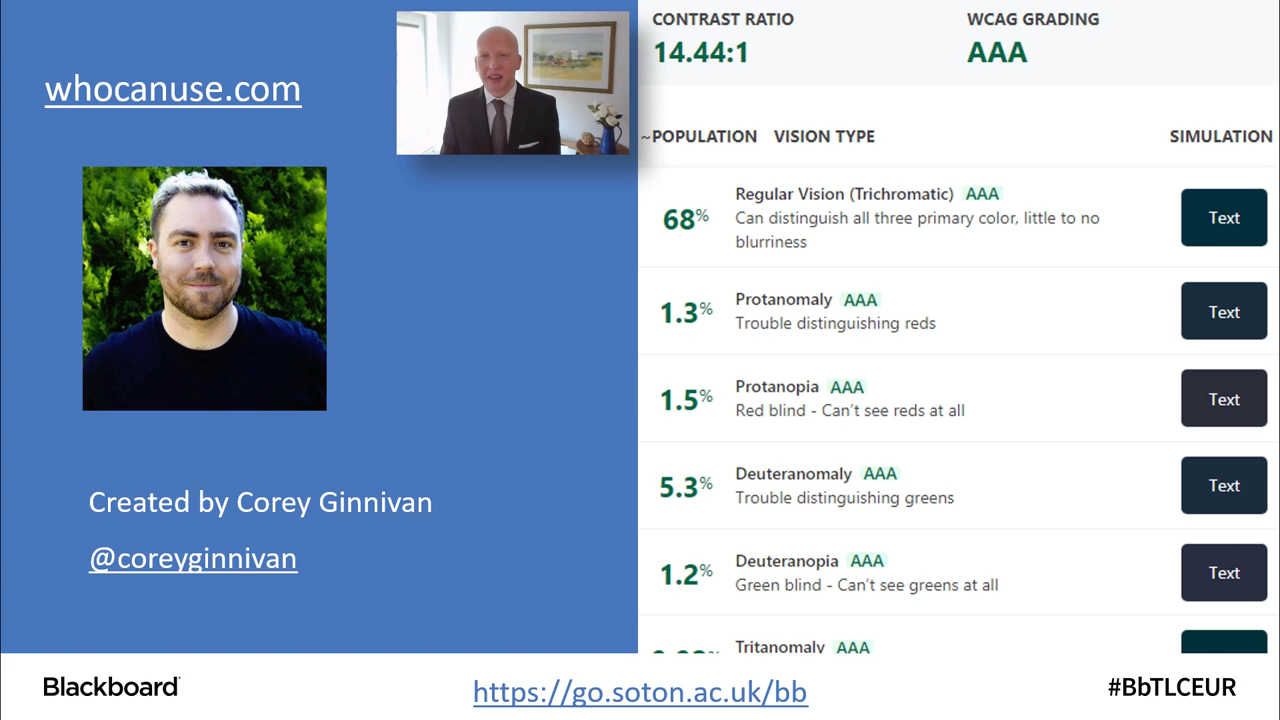 whocanuse.com
Created by Corey Ginnivan
@coreyginnivan
CONTRAST RATIO WCAG GRADING
14.44:1 AAA
~POPULATION VISION TYPE SIMULATION
68% Regular Vision (Trichromatic) AAA Text
Can distinguish all three primary color, little to no
blurriness
1.3% Protanomaly AAA Text
Trouble distinguishing reds
1.5% Protanopia AAA Text
Red blind - Can't see reds at all
5.3% Deuteranomaly AAA Text
Trouble distinguishing greens
1.2% Deuteranopia AAA Text
Green blind - Can't see greens at all
Tritanomaly AAA
Blackboard https://go.soton.ac.uk/bb #BbTLCEUR